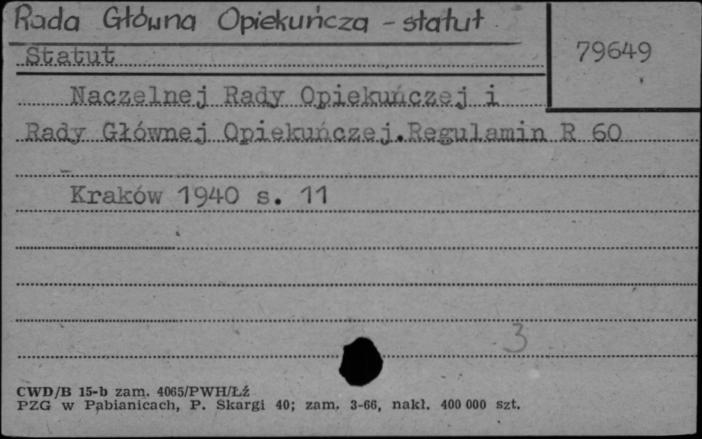 Rada Główna Opiekuńcza - statut
79649
Statut
Naczelnej Rady Opiekuńczej i
Rady Głównej Opiekuńczej.Regulamin R 60
Kraków 1940 s. 11
3
CWD/B 15-b zam. 4065/PWH/Łż
PZG w Pabianicach, P. Skargi 40; zam. 3-66, nakł. 400 000 szt.